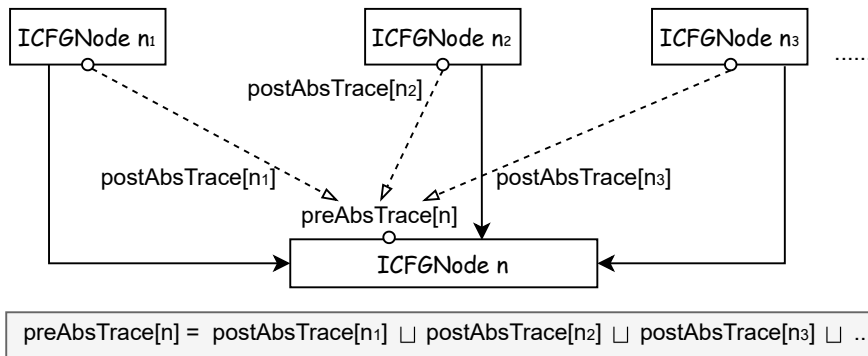 ICFGNode n1
ICFGNode n2
ICFGNode n3
......
postAbsTrace[n2]
postAbsTrace[n1]
postAbsTrace[n3]
preAbsTrace[n]
ICFGNode n
preAbsTrace[n] = postAbsTrace[n1] ⊔ postAbsTrace[n2] ⊔ postAbsTrace[n3] ⊔ ...